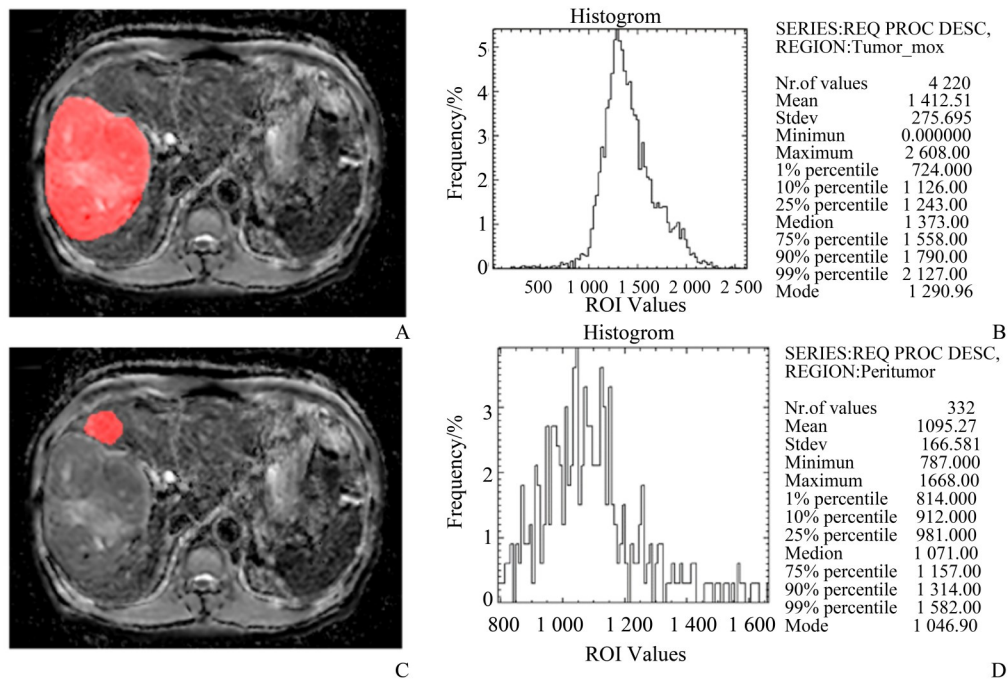 Histogrom
Frequency/%
5
4
3
2
1
0
500 1 000 1 500 2 000 2 500
ROI Values
SERIES:REQ PROC DESC,
REGION:Tumor_mox
Nr.of values 4 220
Mean 1 412.51
Stdev 275.695
Minimun 0.000000
Maximum 2 608.00
1% percentile 724.000
10% percentile 1 126.00
25% percentile 1 243.00
Median 1 373.00
75% percentile 1 558.00
90% percentile 1 790.00
99% percentile 2 127.00
Mode 1 290.96
A
B
Histogrom
Frequency/%
3
2
1
0
800 1 000 1 200 1 400 1 600
ROI Values
SERIES:REQ PROC DESC,
REGION:Peritumor
Nr.of values 332
Mean 1095.27
Stdev 166.581
Minimum 787.000
Maximum 1668.00
1% percentile 814.000
10% percentile 912.000
25% percentile 981.000
Median 1 071.00
75% percentile 1 157.00
90% percentile 1 314.00
99% percentile 1 582.00
Mode 1 046.90
C
D